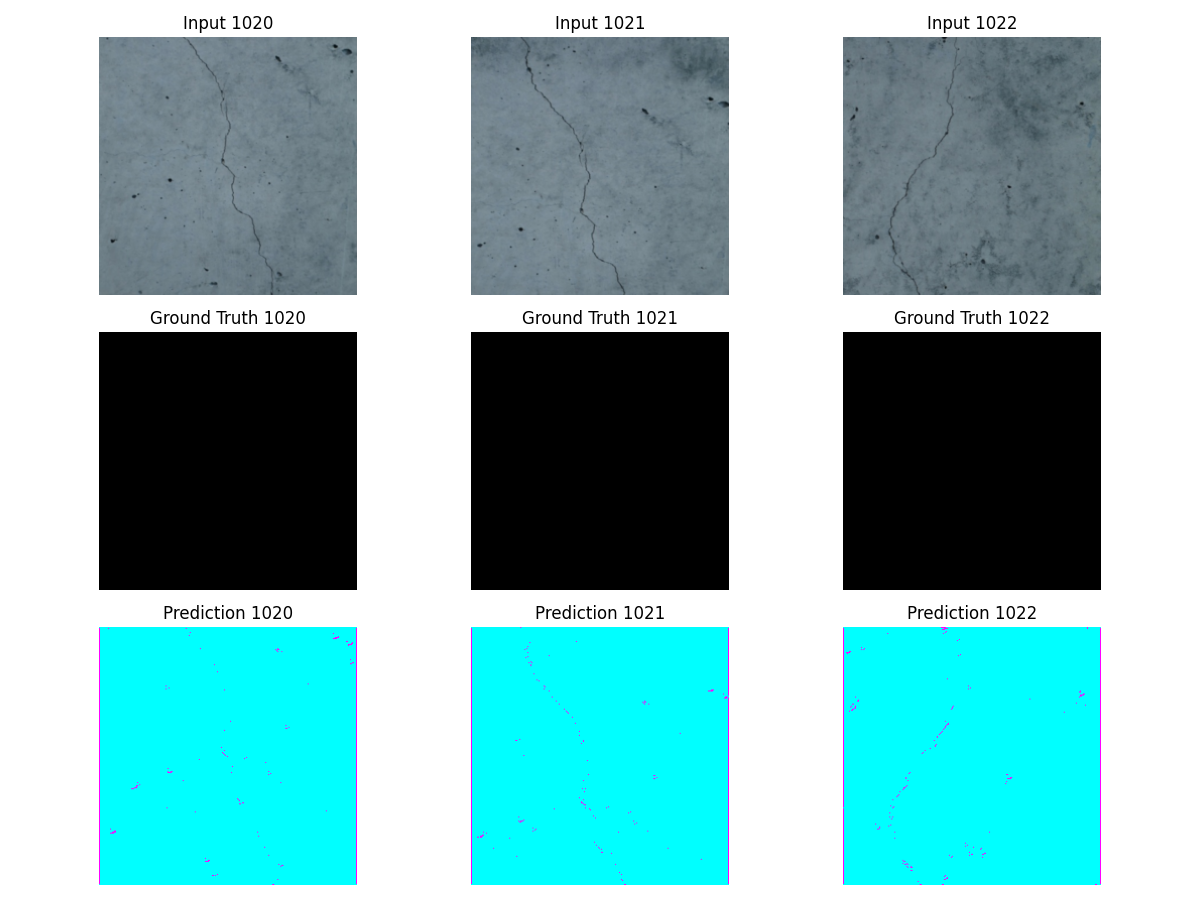 Input 1020
Input 1021
Input 1022
Ground Truth 1020
Ground Truth 1021
Ground Truth 1022
Prediction 1020
Prediction 1021
Prediction 1022